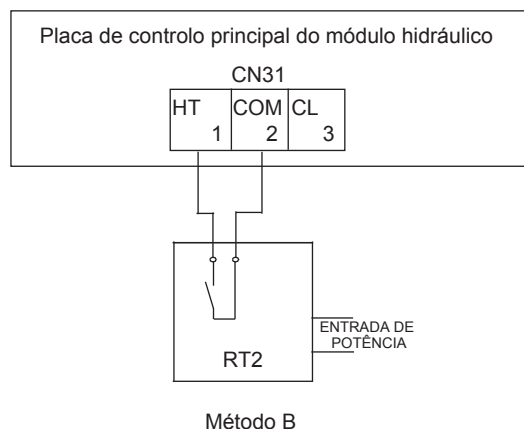 Placa de controlo principal do módulo hidráulico
CN31
HT COM CL
1 2 3
ENTRADA DE
POTÊNCIA
RT2
Método B